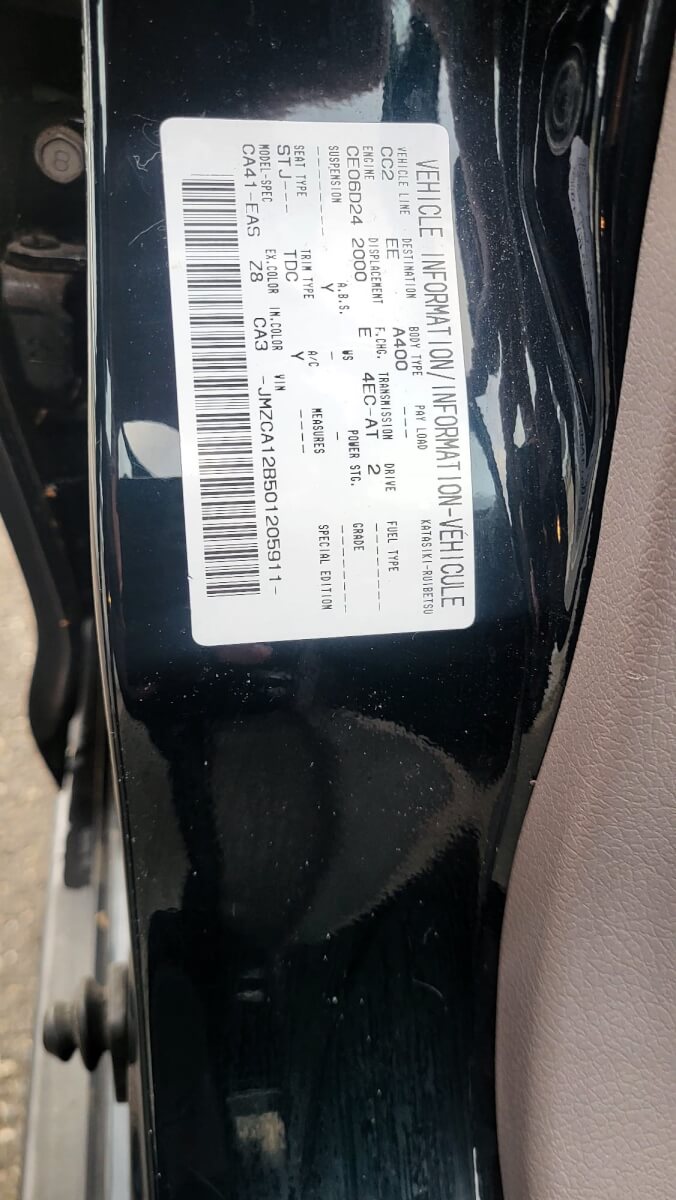 VEHICLE INFORMATION/INFORMATION-VÉHICULE
VEHICLE LINE DESTINATION BODY TYPE PAY LOAD KATASIKI-RUIBETSU
CC2 EE A400 ---
ENGINE DISPLACEMENT F.CHG. TRANSMISSION DRIVE FUEL TYPE
CE06D24 2000 E 4EC-AT 2 --------
SUSPENSION A.B.S. WS POWER STG. GRADE
-------- Y - - --------
SEAT TYPE TRIM TYPE A/C MEASURES SPECIAL EDITION
STJ--- TDC Y ----
MODEL-SPEC EX.COLOR IN.COLOR VIN
CA41-EAS Z8 CA3 -JMZCA12B501205911-
8